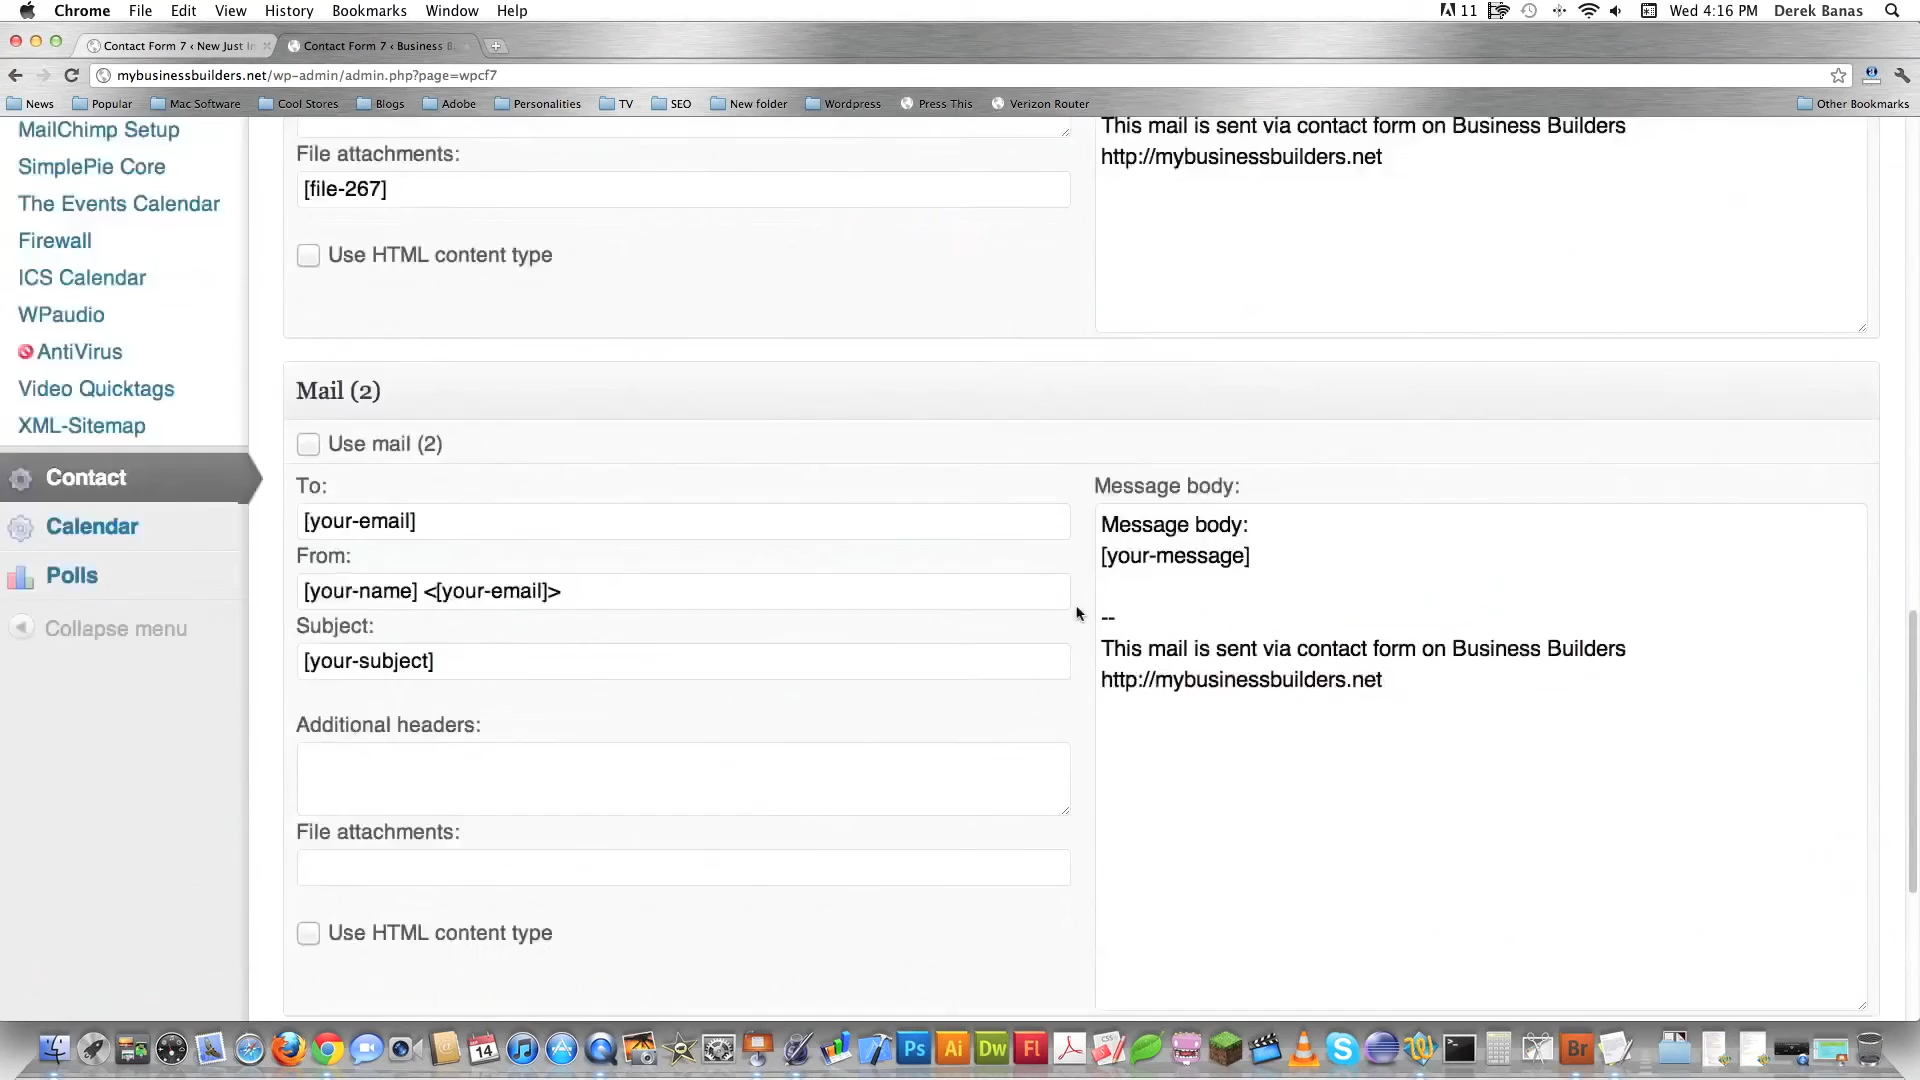 Chrome File Edit View History Bookmarks Window Help
11 Wed 4:16 PM Derek Banas
Contact Form 7 ‹ New Just I
Contact Form 7 ‹ Business B
mybusinessbuilders.net/wp-admin/admin.php?page=wpcf7
News Popular Mac Software Cool Stores Blogs Adobe Personalities TV SEO New folder Wordpress Press This Verizon Router Other Bookmarks
MailChimp Setup
SimplePie Core
The Events Calendar
Firewall
ICS Calendar
WPaudio
AntiVirus
Video Quicktags
XML-Sitemap
Contact
Calendar
Polls
Collapse menu
File attachments:
[file-267]
Use HTML content type
This mail is sent via contact form on Business Builders
http://mybusinessbuilders.net
Mail (2)
Use mail (2)
To:
[your-email]
From:
[your-name] <[your-email]>
Subject:
[your-subject]
Additional headers:
File attachments:
Use HTML content type
Message body:
Message body:
[your-message]
--
This mail is sent via contact form on Business Builders
http://mybusinessbuilders.net
14
Ps Ai Dw Fl
Br